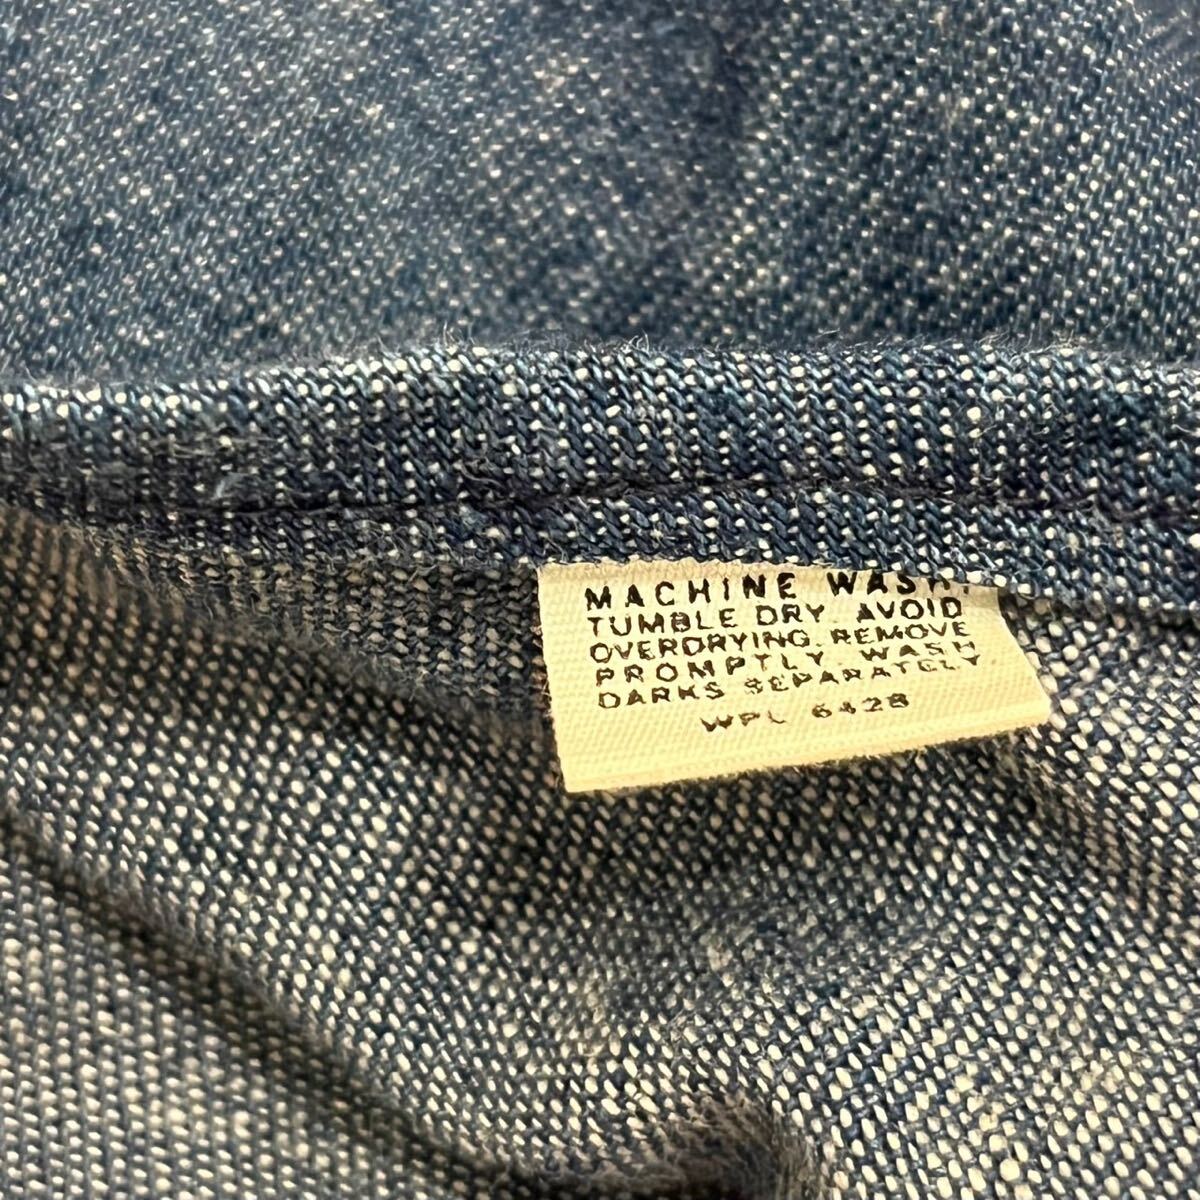 MACHINE WASH,
TUMBLE DRY. AVOID
OVERDRYING. REMOVE
PROMPTLY. WASH
DARKS SEPARATELY
WPL 6428